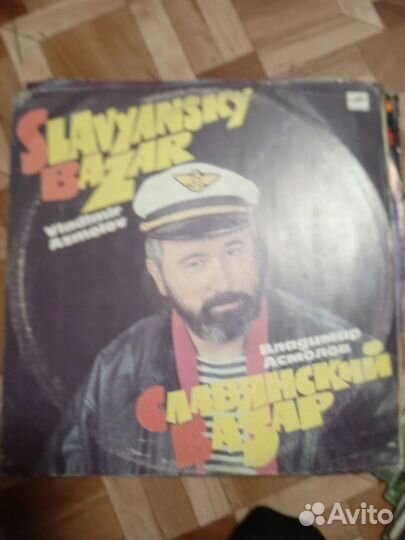 SLAVYANSKY
BAZAR
Vladimir
Asmolov
Владимир
Асмолов
СЛАВЯНСКИЙ
БАЗАР
Avito